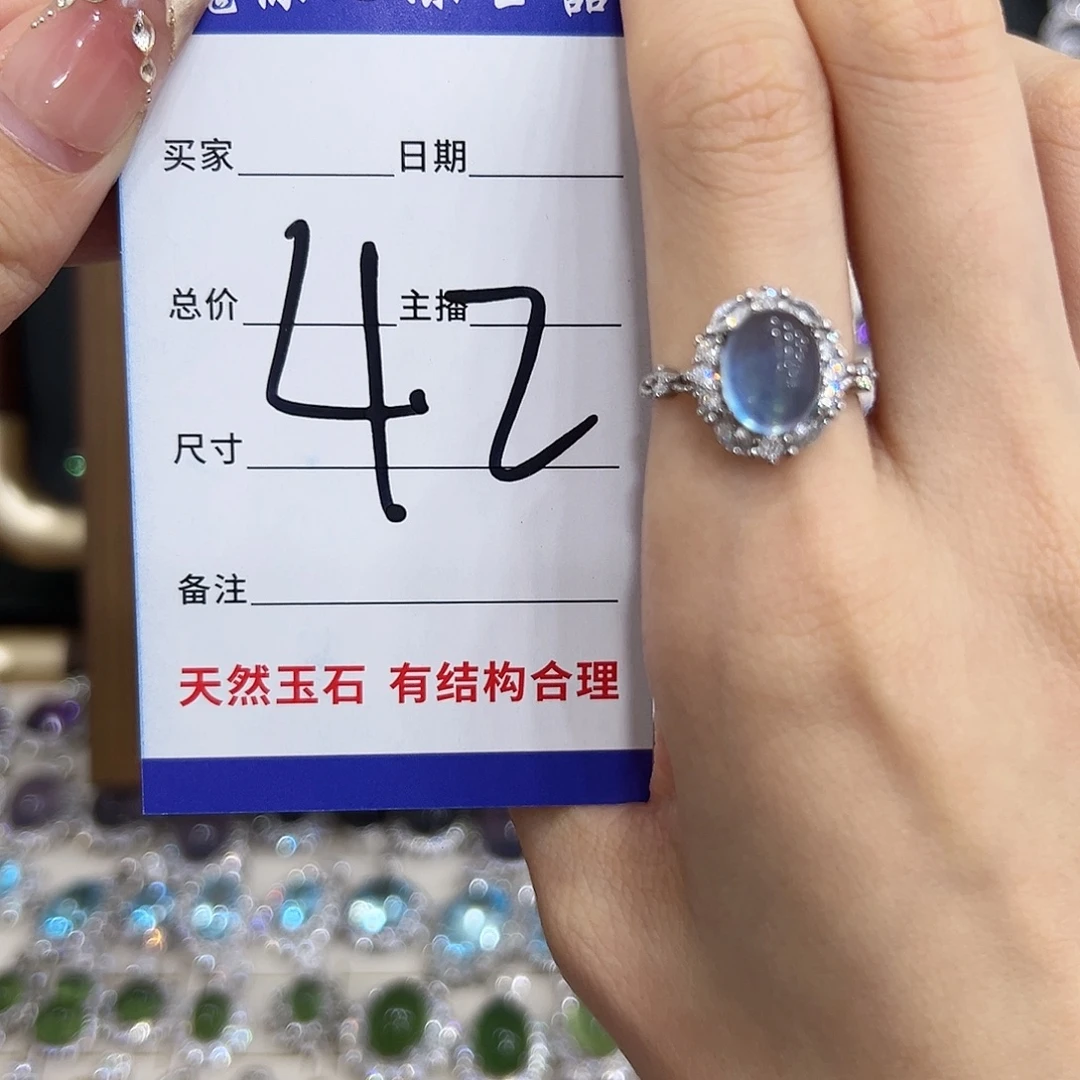 买家 日期
总价 主播
42
尺寸
备注
天然玉石 有结构合理